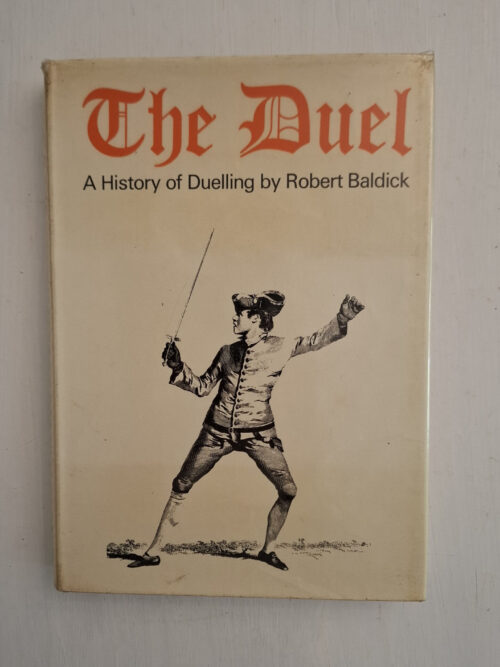 The Duel
A History of Duelling by Robert Baldick